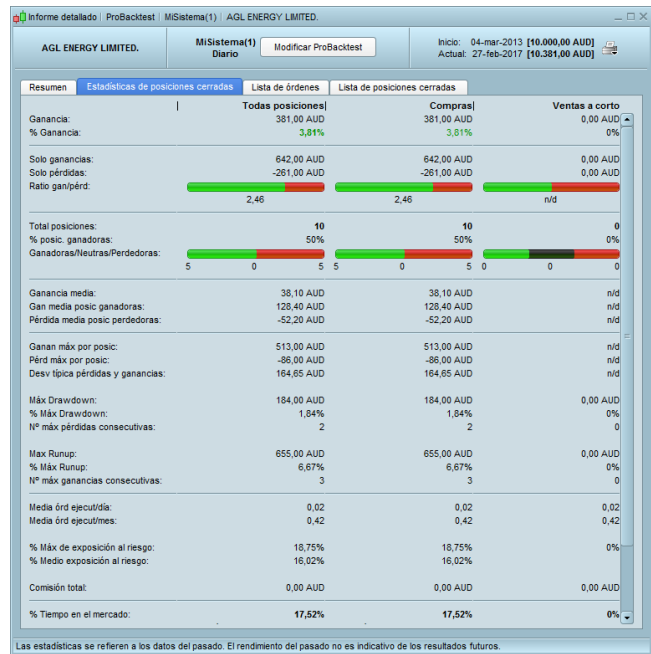 Informe detallado | ProBacktest | MiSistema(1) | AGL ENERGY LIMITED.
AGL ENERGY LIMITED.
MiSistema(1)
Diario
Modificar ProBacktest
Inicio: 04-mar-2013 [10.000,00 AUD]
Actual: 27-feb-2017 [10.381,00 AUD]
Resumen Estadísticas de posiciones cerradas Lista de órdenes Lista de posiciones cerradas
Todas posiciones Compras Ventas a corto
Ganancia: 381,00 AUD 381,00 AUD 0,00 AUD
% Ganancia: 3,81% 3,81% 0%
Solo ganancias: 642,00 AUD 642,00 AUD 0,00 AUD
Solo pérdidas: -261,00 AUD -261,00 AUD 0,00 AUD
Ratio gan/pérd:
2,46 2,46 n/d
Total posiciones: 10 10 0
% posic. ganadoras: 50% 50% 0%
Ganadoras/Neutras/Perdedoras:
5 0 5 5 0 5 0 0 0
Ganancia media: 38,10 AUD 38,10 AUD n/d
Gan media posic ganadoras: 128,40 AUD 128,40 AUD n/d
Pérdida media posic perdedoras: -52,20 AUD -52,20 AUD n/d
Ganan máx por posic: 513,00 AUD 513,00 AUD n/d
Pérd máx por posic: -86,00 AUD -86,00 AUD n/d
Desv típica pérdidas y ganancias: 164,65 AUD 164,65 AUD n/d
Máx Drawdown: 184,00 AUD 184,00 AUD 0,00 AUD
% Máx Drawdown: 1,84% 1,84% 0%
Nº máx pérdidas consecutivas: 2 2 0
Max Runup: 655,00 AUD 655,00 AUD 0,00 AUD
% Máx Runup: 6,67% 6,67% 0%
Nº máx ganancias consecutivas: 3 3 0
Media órd ejecut/día: 0,02 0,02 0,02
Media órd ejecut/mes: 0,42 0,42 0,42
% Máx de exposición al riesgo: 18,75% 18,75% 0%
% Medio exposición al riesgo: 16,02% 16,02%
Comisión total: 0,00 AUD 0,00 AUD 0,00 AUD
% Tiempo en el mercado: 17,52% 17,52% 0%
Las estadísticas se refieren a los datos del pasado. El rendimiento del pasado no es indicativo de los resultados futuros.